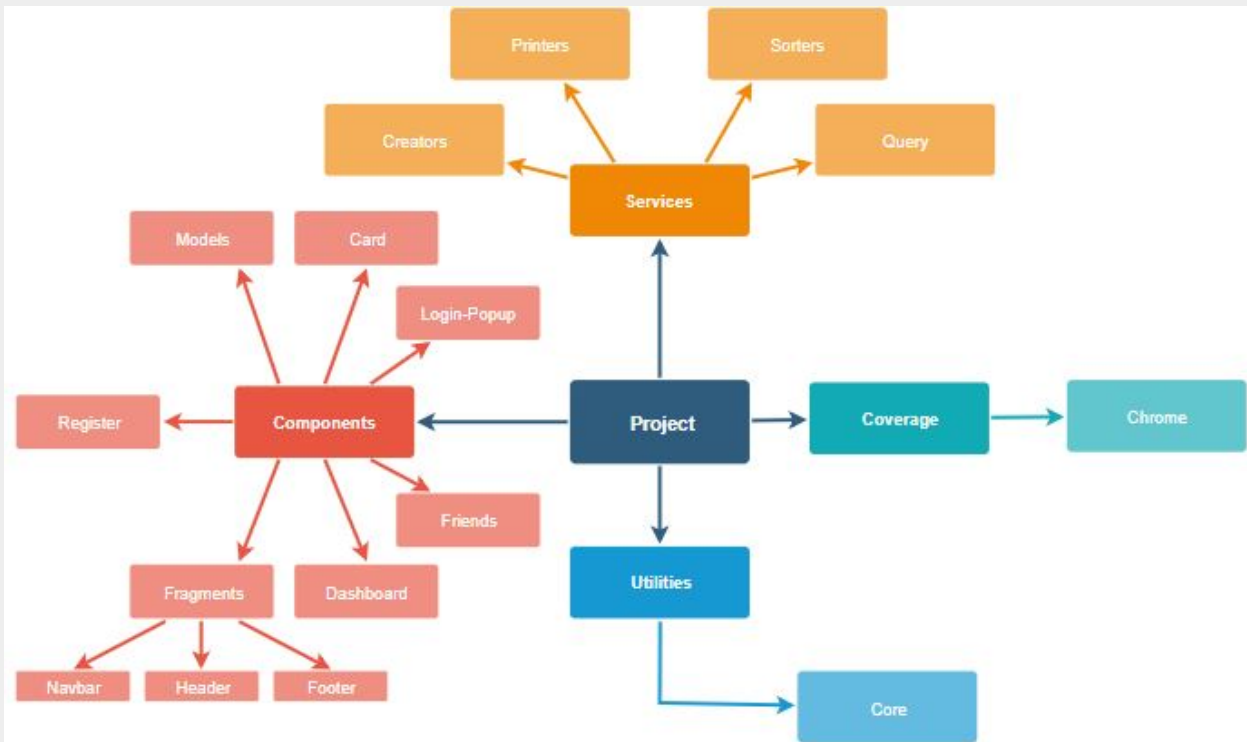 Printers
Sorters
Creators
Query
Services
Models
Card
Login-Popup
Register
Components
Project
Coverage
Chrome
Friends
Fragments
Dashboard
Utilities
Navbar
Header
Footer
Core